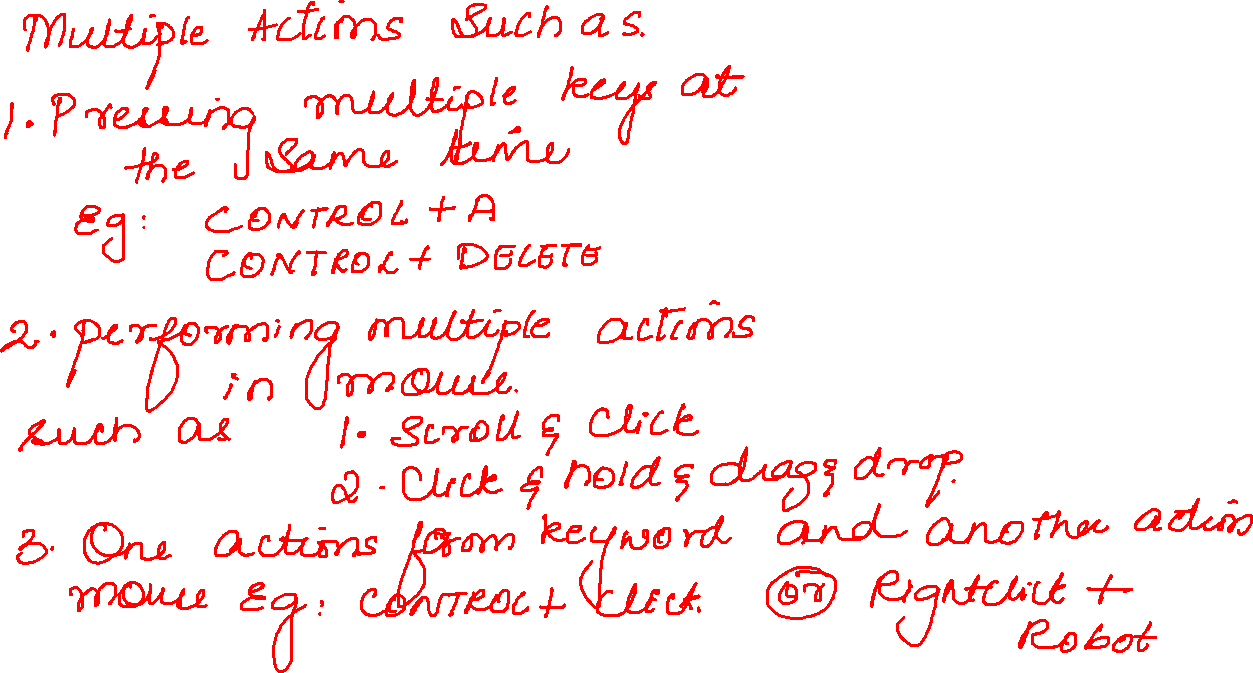 Multiple Actions Such as.
1. Pressing multiple keys at
the same time
Eg: CONTROL + A
CONTROL + DELETE
2. performing multiple actions
in mouse.
such as 1. Scroll & Click
2. Click & hold & drag & drop.
3. One actions from keyword and another action
mouse Eg: CONTROL + Click. or Rightclick +
Robot